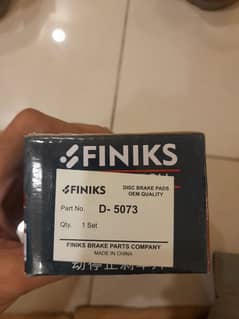 FINIKS
FINIKS
DISC BRAKE PADS
OEM QUALITY
Part No. D- 5073
Qty. 1 Set
FINIKS BRAKE PARTS COMPANY
MADE IN CHINA